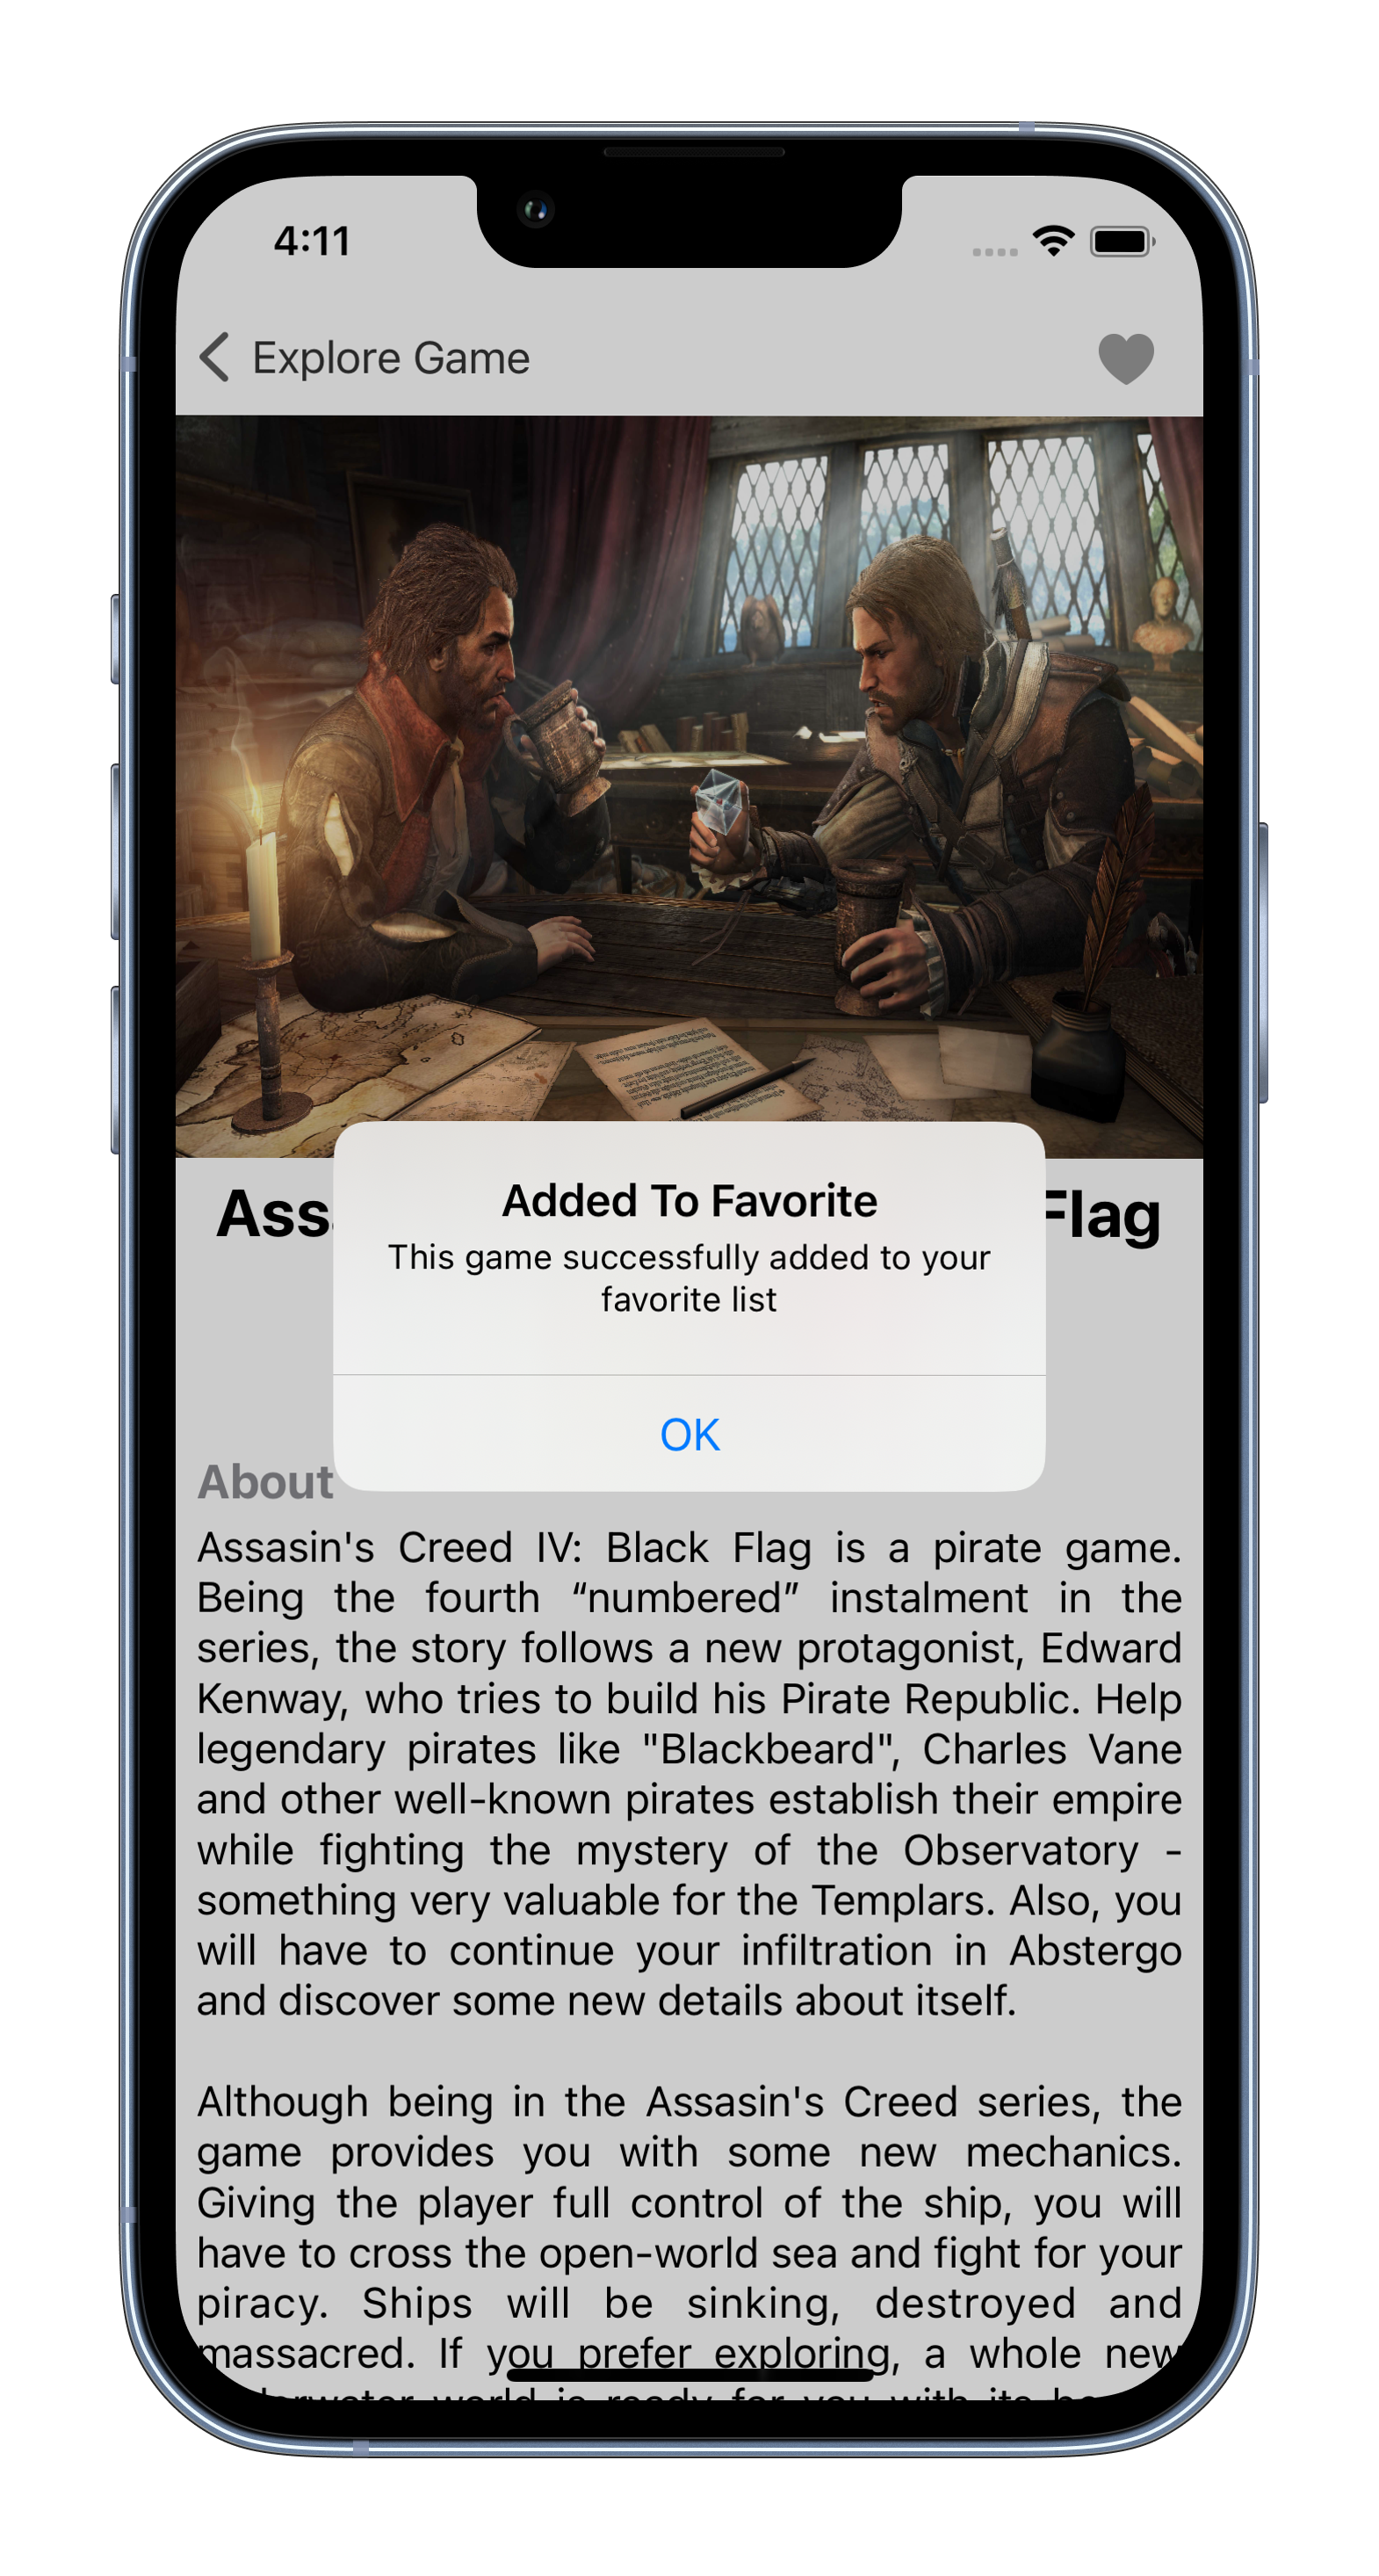 4:11
Explore Game
Flag
Added To Favorite
This game successfully added to your
favorite list
OK
About
Assasin's Creed IV: Black Flag is a pirate game.
Being the fourth “numbered” instalment in the
series, the story follows a new protagonist, Edward
Kenway, who tries to build his Pirate Republic. Help
legendary pirates like "Blackbeard", Charles Vane
and other well-known pirates establish their empire
while fighting the mystery of the Observatory -
something very valuable for the Templars. Also, you
will have to continue your infiltration in Abstergo
and discover some new details about itself.
Although being in the Assasin's Creed series, the
game provides you with some new mechanics.
Giving the player full control of the ship, you will
have to cross the open-world sea and fight for your
piracy. Ships will be sinking, destroyed and
massacred. If you prefer exploring, a whole new
world is ready for you with its